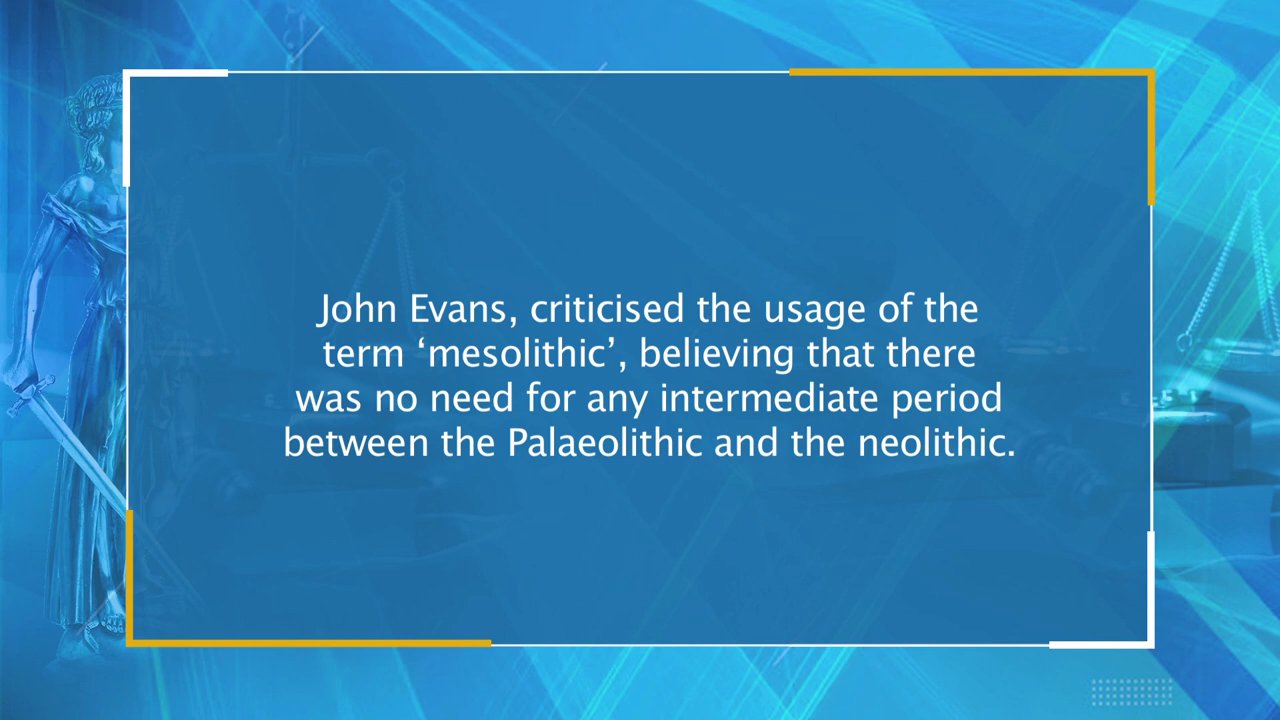 John Evans, criticised the usage of the
term ‘mesolithic’, believing that there
was no need for any intermediate period
between the Palaeolithic and the neolithic.